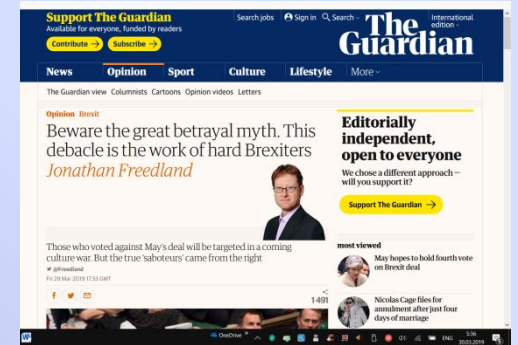 Support The Guardian
Available for everyone, funded by readers
Contribute →
Subscribe →
Search jobs
Sign in
Search
International edition
The Guardian
News
Opinion
Sport
Culture
Lifestyle
More
The Guardian view
Columnists
Cartoons
Opinion videos
Letters
Opinion Brexit
Beware the great betrayal myth. This
debacle is the work of hard Brexiters
Jonathan Freedland
Those who voted against May's deal will be targeted in a coming
culture war. But the true 'saboteurs' came from the right
@Freedland
Fri 29 Mar 2019 17.53 GMT
1491
Editorially
independent,
open to everyone
We chose a different approach —
will you support it?
Support The Guardian →
most viewed
May hopes to hold fourth vote
on Brexit deal
Nicolas Cage files for
annulment after just four
days of marriage
OneDrive
ENG
5:36
30.03.2019